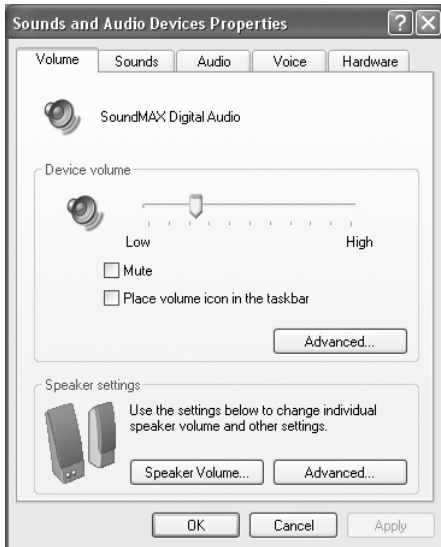 Sounds and Audio Devices Properties
Volume Sounds Audio Voice Hardware
SoundMAX Digital Audio
Device volume
Low High
Mute
Place volume icon in the taskbar
Advanced...
Speaker settings
Use the settings below to change individual
speaker volume and other settings.
Speaker Volume... Advanced...
OK Cancel Apply